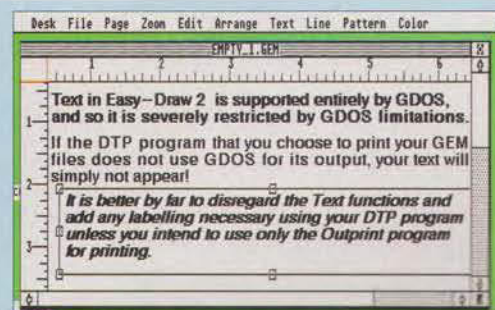 Desk File Page Zoom Edit Arrange Text Line Pattern Color
EMPTY_1.GEM
1 2 3 4 5 6
Text in Easy-Draw 2 is supported entirely by GDOS,
and so it is severely restricted by GDOS limitations.
If the DTP program that you choose to print your GEM
files does not use GDOS for its output, your text will
simply not appear!
It is better by far to disregard the Text functions and
add any labelling necessary using your DTP program
unless you intend to use only the Outprint program
for printing.
1
2
3